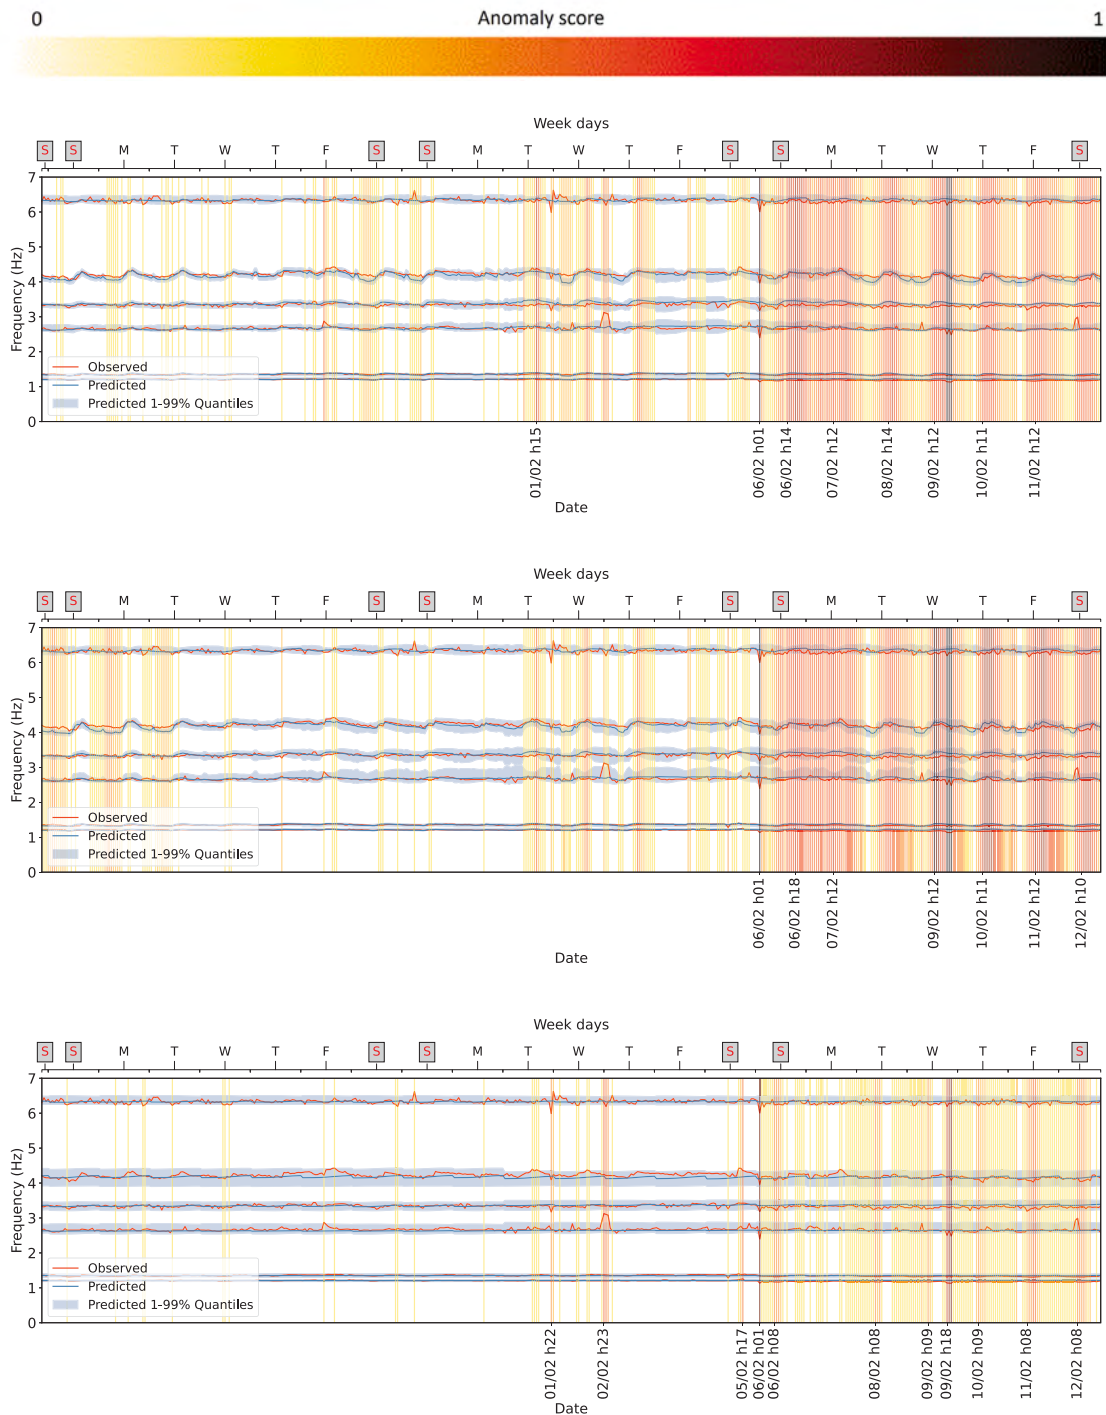 0 Anomaly score 1
Week days
S S M T W T F S S M T W T F S S M T W T F S
7
6
5
4
3
2
1
0
Frequency (Hz)
Observed
Predicted
Predicted 1-99% Quantiles
01/02 h15
06/02 h01
06/02 h14
07/02 h12
08/02 h14
09/02 h12
10/02 h11
11/02 h12
Date
Week days
S S M T W T F S S M T W T F S S M T W T F S
7
6
5
4
3
2
1
0
Frequency (Hz)
Observed
Predicted
Predicted 1-99% Quantiles
06/02 h01
06/02 h18
07/02 h12
09/02 h12
10/02 h11
11/02 h12
12/02 h10
Date
Week days
S S M T W T F S S M T W T F S S M T W T F S
7
6
5
4
3
2
1
0
Frequency (Hz)
Observed
Predicted
Predicted 1-99% Quantiles
01/02 h22
02/02 h23
05/02 h17
06/02 h01
06/02 h08
08/02 h08
09/02 h09
09/02 h18
10/02 h09
11/02 h08
12/02 h08
Date